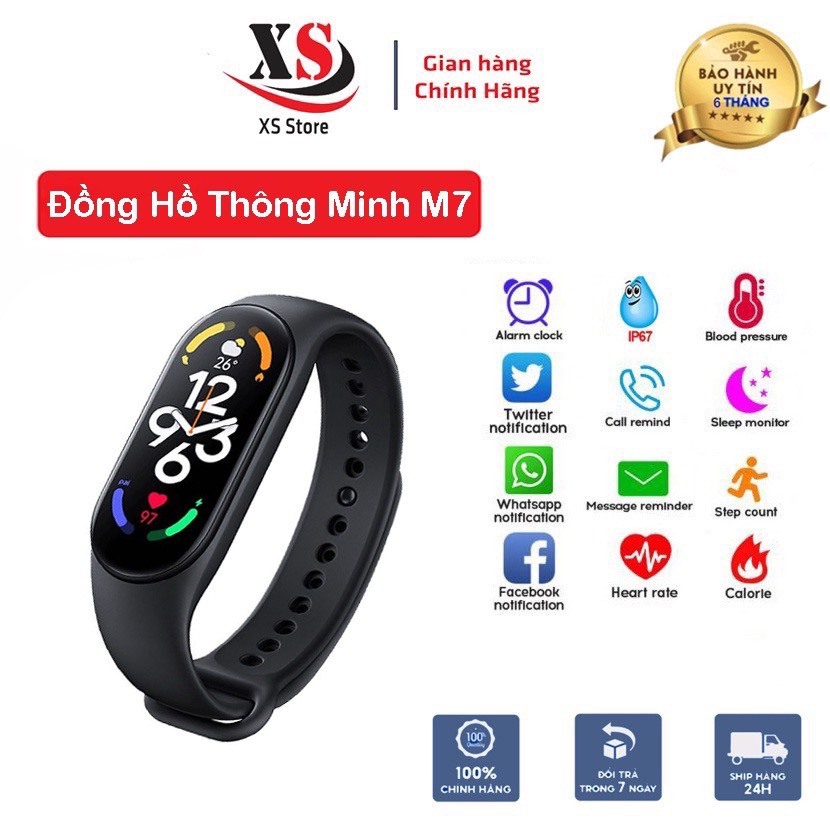 XS
XS Store
Gian hàng
Chính Hãng
BẢO HÀNH
UY TÍN
6 THÁNG
Đồng Hồ Thông Minh M7
26°
12
3
6
9
PAI
97
Alarm clock
IP67
Blood pressure
Twitter
notification
Call remind
Sleep monitor
Whatsapp
notification
Message reminder
Step count
Facebook
notification
Heart rate
Calorie
100%
100%
CHÍNH HÃNG
ĐỔI TRẢ
TRONG 7 NGÀY
SHIP HÀNG
24H